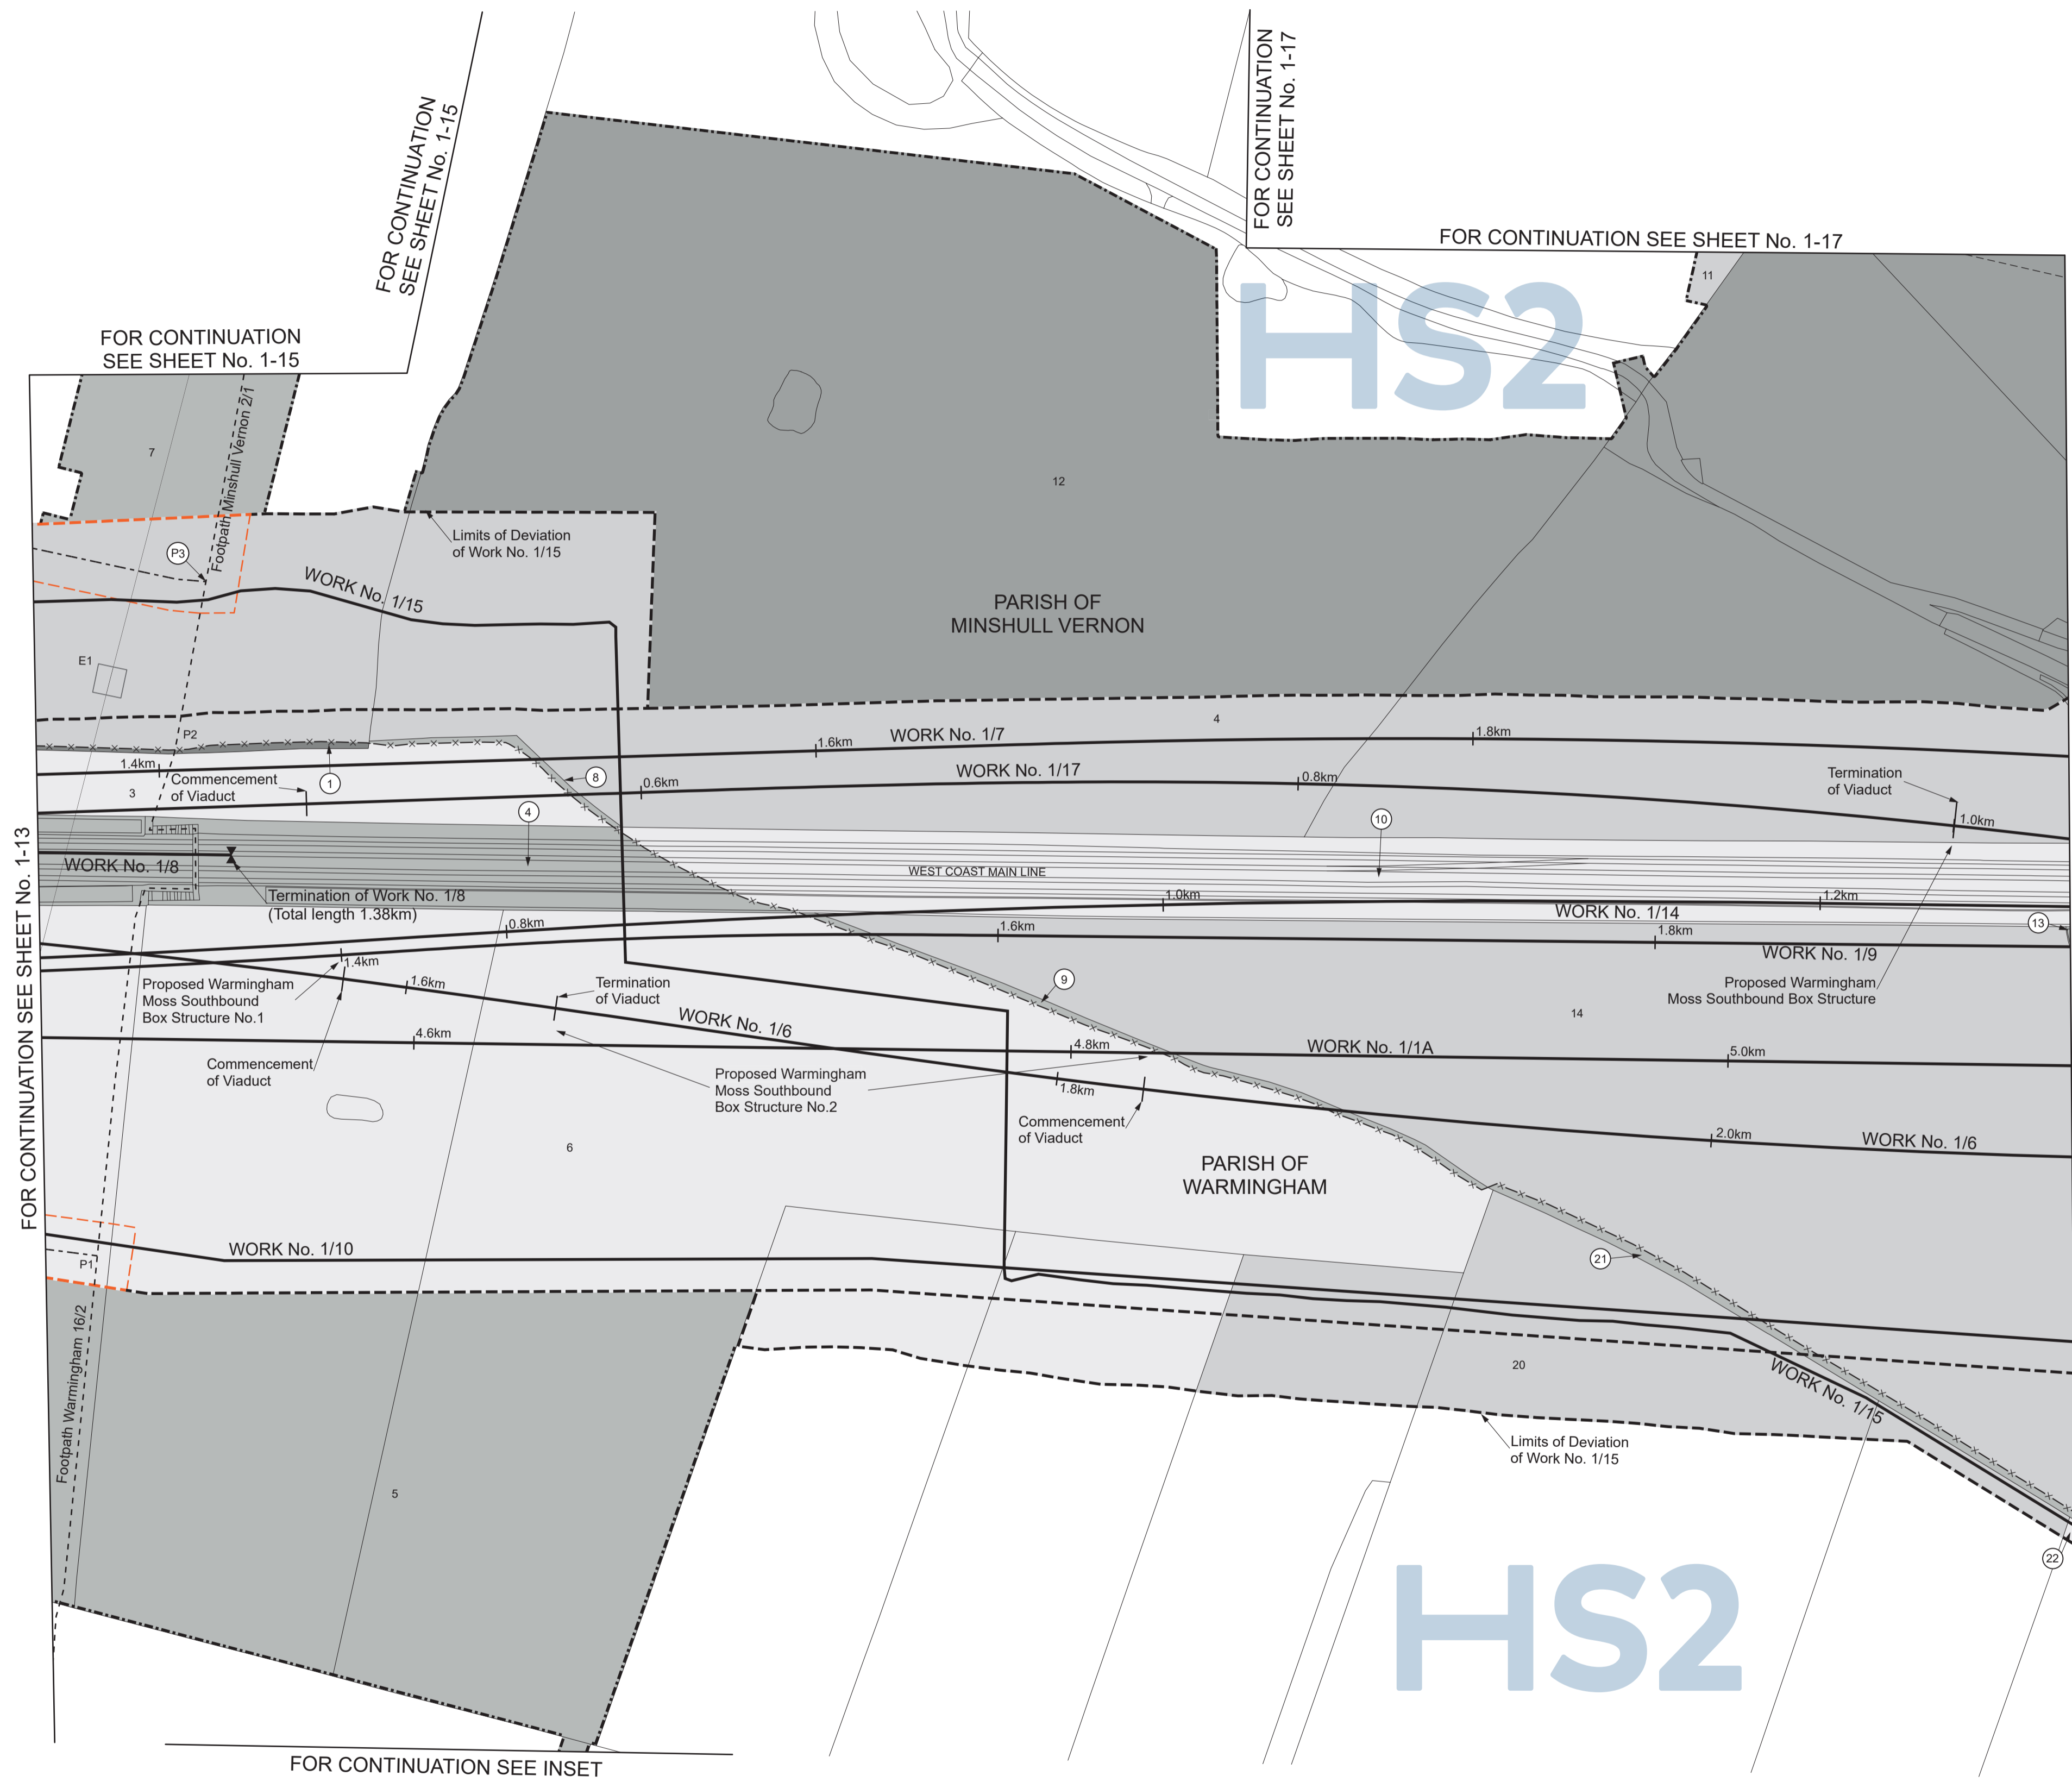 FOR CONTINUATION
SEE SHEET No. 1-15
FOR CONTINUATION
SEE SHEET No. 1-17
FOR CONTINUATION SEE SHEET No. 1-17
11
HS2
FOR CONTINUATION
SEE SHEET No. 1-15
7
Footpath Minshull Vernon 2/1
12
Limits of Deviation
of Work No. 1/15
P3
WORK No. 1/15
PARISH OF
MINSHULL VERNON
E1
4
P2
WORK No. 1/7
1.4km
1.6km
1.8km
Commencement
of Viaduct
1
8
3
WORK No. 1/17
0.6km
0.8km
Termination
of Viaduct
1.0km
4
10
WORK No. 1/8
WEST COAST MAIN LINE
Termination of Work No. 1/8
(Total length 1.38km)
1.0km
1.2km
WORK No. 1/14
13
0.8km
1.6km
1.8km
WORK No. 1/9
FOR CONTINUATION SEE SHEET No. 1-13
1.4km
Proposed Warmingham
Moss Southbound
Box Structure No.1
1.6km
Termination
of Viaduct
9
Proposed Warmingham
Moss Southbound Box Structure
14
WORK No. 1/6
4.6km
4.8km
WORK No. 1/1A
5.0km
Commencement
of Viaduct
Proposed Warmingham
Moss Southbound
Box Structure No.2
1.8km
Commencement
of Viaduct
2.0km
WORK No. 1/6
6
PARISH OF
WARMINGHAM
WORK No. 1/10
P1
21
Footpath Warmingham 16/2
20
WORK No. 1/15
Limits of Deviation
of Work No. 1/15
5
22
HS2
FOR CONTINUATION SEE INSET